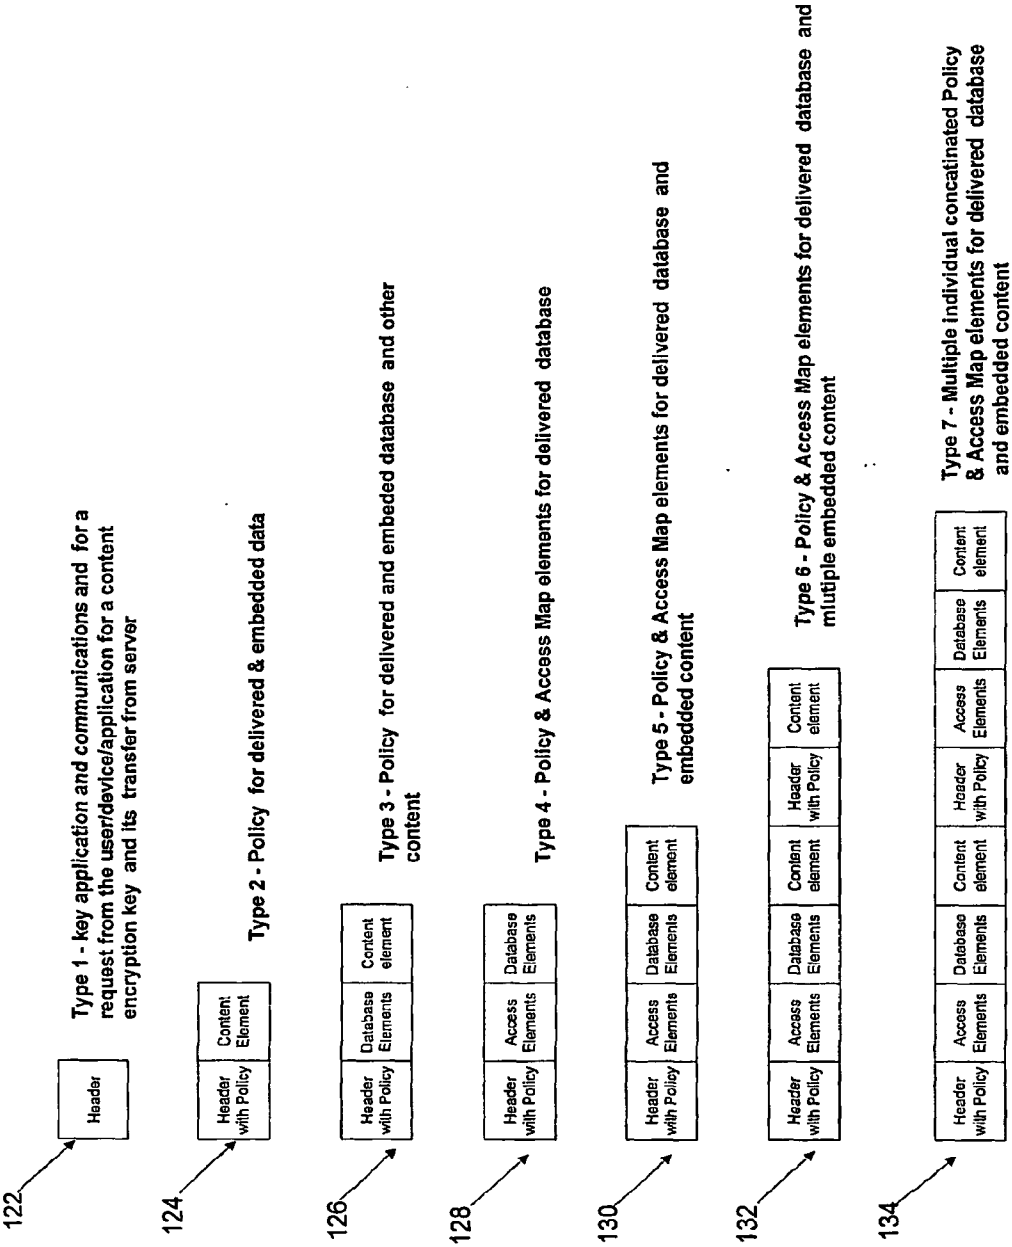 122
Header
Type 1 - key application and communications and for a
request from the user/device/application for a content
encryption key and its transfer from server
124
Header
with Policy
Content
Element
Type 2 - Policy for delivered & embedded data
126
Header
with Policy
Database
Elements
Content
element
Type 3 - Policy for delivered and embeded database and other
content
128
Header
with Policy
Access
Elements
Database
Elements
Type 4 - Policy & Access Map elements for delivered database
130
Header
with Policy
Access
Elements
Database
Elements
Content
element
Type 5 - Policy & Access Map elements for delivered database and
embedded content
132
Header
with Policy
Access
Elements
Database
Elements
Content
element
Header
with Policy
Content
element
Type 6 - Policy & Access Map elements for delivered database and
mlutiple embedded content
134
Header
with Policy
Access
Elements
Database
Elements
Content
element
Header
with Policy
Access
Elements
Database
Elements
Content
element
Type 7 - Multiple individual concatinated Policy
& Access Map elements for delivered database
and embedded content